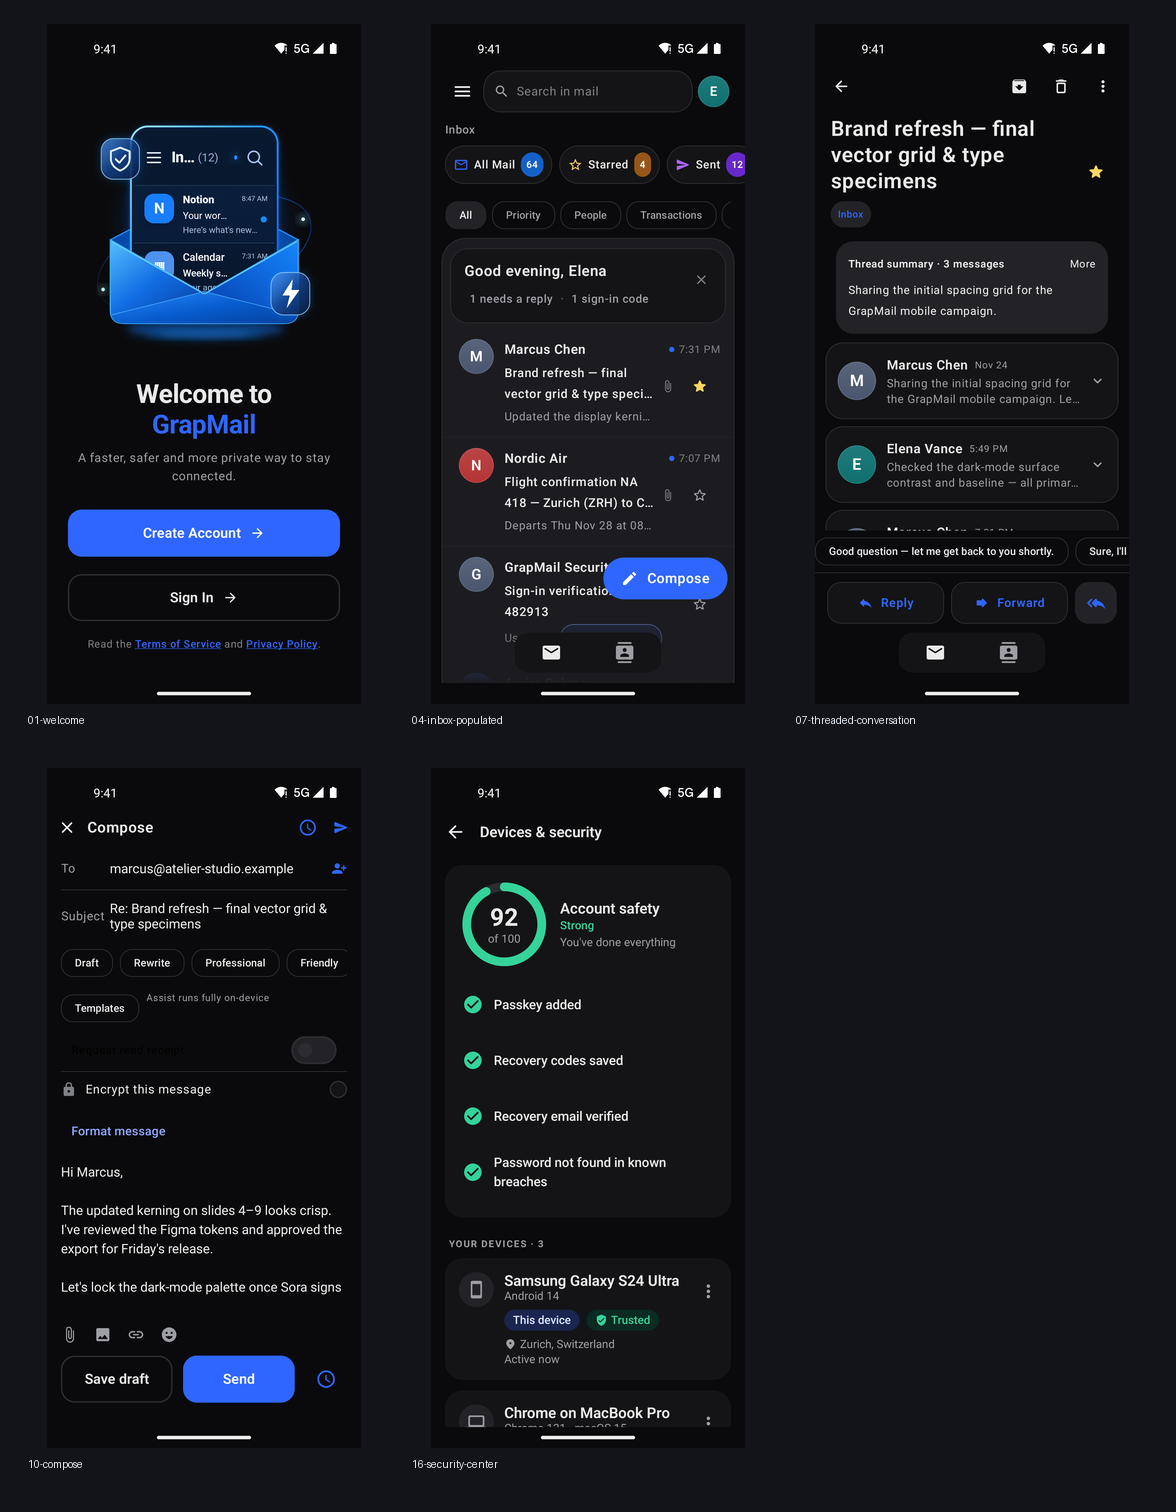 9:41
5G
In... (12)
Notion
8:47 AM
Your wor...
Here's what's new...
N
Calendar
7:31 AM
Weekly s...
Welcome to
GrapMail
A faster, safer and more private way to stay
connected.
Create Account
Sign In
Read the Terms of Service and Privacy Policy.
01-welcome
9:41
5G
Search in mail
E
Inbox
All Mail 64
Starred 4
Sent 12
All
Priority
People
Transactions
Good evening, Elena
1 needs a reply · 1 sign-in code
M
Marcus Chen
7:31 PM
Brand refresh — final
vector grid & type speci...
Updated the display kerni...
N
Nordic Air
7:07 PM
Flight confirmation NA
418 — Zurich (ZRH) to C...
Departs Thu Nov 28 at 08...
G
GrapMail Securit
Sign-in verificatio
482913
Us
Compose
04-inbox-populated
9:41
5G
Brand refresh — final
vector grid & type
specimens
Inbox
Thread summary · 3 messages
More
Sharing the initial spacing grid for the
GrapMail mobile campaign.
M
Marcus Chen Nov 24
Sharing the initial spacing grid for
the GrapMail mobile campaign. Le...
E
Elena Vance 5:49 PM
Checked the dark-mode surface
contrast and baseline — all primar...
Marcus Chen 7:31 PM
Good question — let me get back to you shortly.
Sure, I'll
Reply
Forward
07-threaded-conversation
9:41
5G
Compose
To
marcus@atelier-studio.example
Subject
Re: Brand refresh — final vector grid &
type specimens
Draft
Rewrite
Professional
Friendly
Templates
Assist runs fully on-device
Request read receipt
Encrypt this message
Format message
Hi Marcus,
The updated kerning on slides 4–9 looks crisp.
I've reviewed the Figma tokens and approved the
export for Friday's release.
Let's lock the dark-mode palette once Sora signs
Save draft
Send
10-compose
9:41
5G
Devices & security
92
of 100
Account safety
Strong
You've done everything
Passkey added
Recovery codes saved
Recovery email verified
Password not found in known
breaches
YOUR DEVICES · 3
Samsung Galaxy S24 Ultra
Android 14
This device
Trusted
Zurich, Switzerland
Active now
Chrome on MacBook Pro
16-security-center